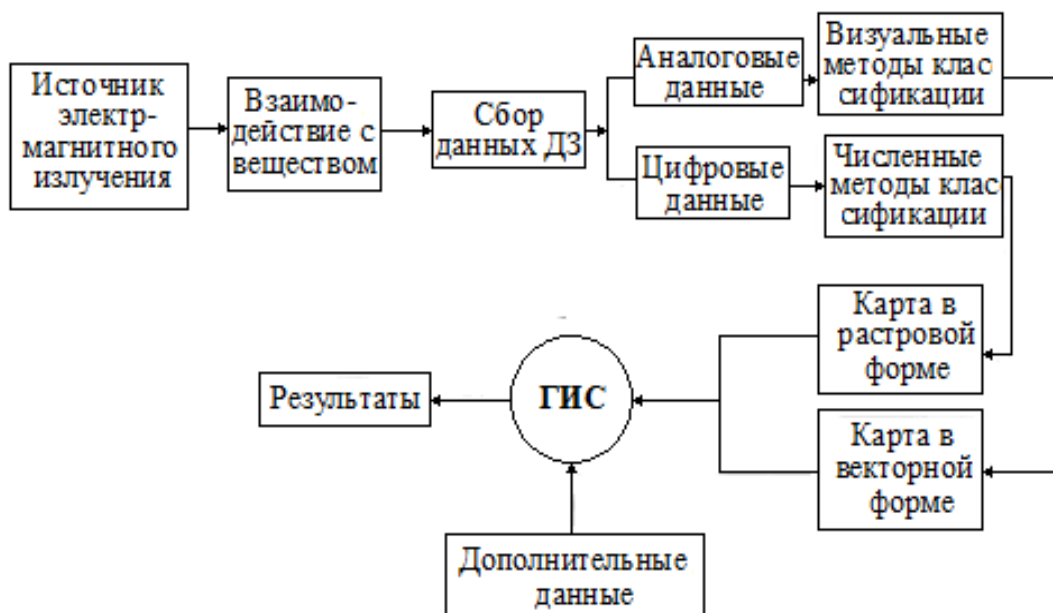 Источник
электр-
магнитного
излучения
Взаимо-
действие с
веществом
Сбор
данных ДЗ
Аналоговые
данные
Визуальные
методы клас
сификации
Цифровые
данные
Численные
методы клас
сификации
Карта в
растровой
форме
Карта в
векторной
форме
ГИС
Результаты
Дополнительные
данные